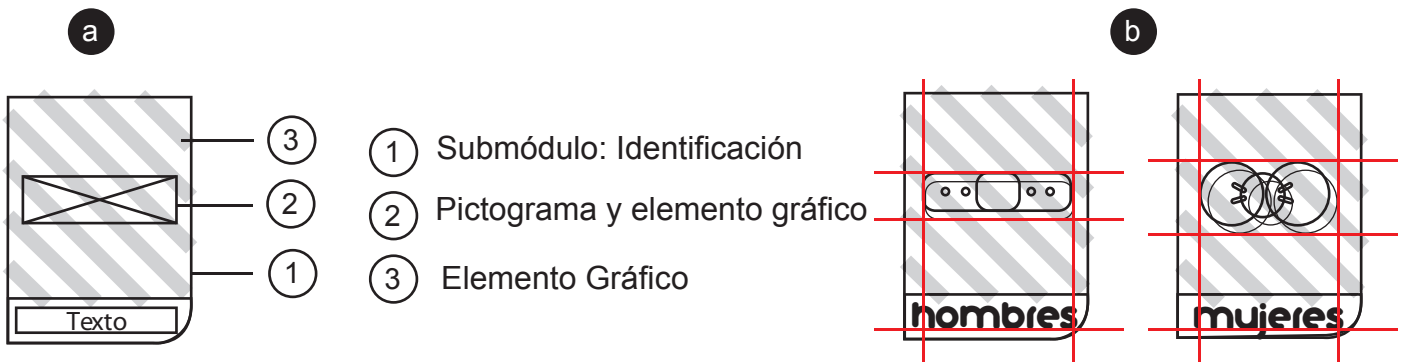 a
b
3
2
1
Texto
1 Submódulo: Identificación
2 Pictograma y elemento gráfico
3 Elemento Gráfico
hombres
mujeres